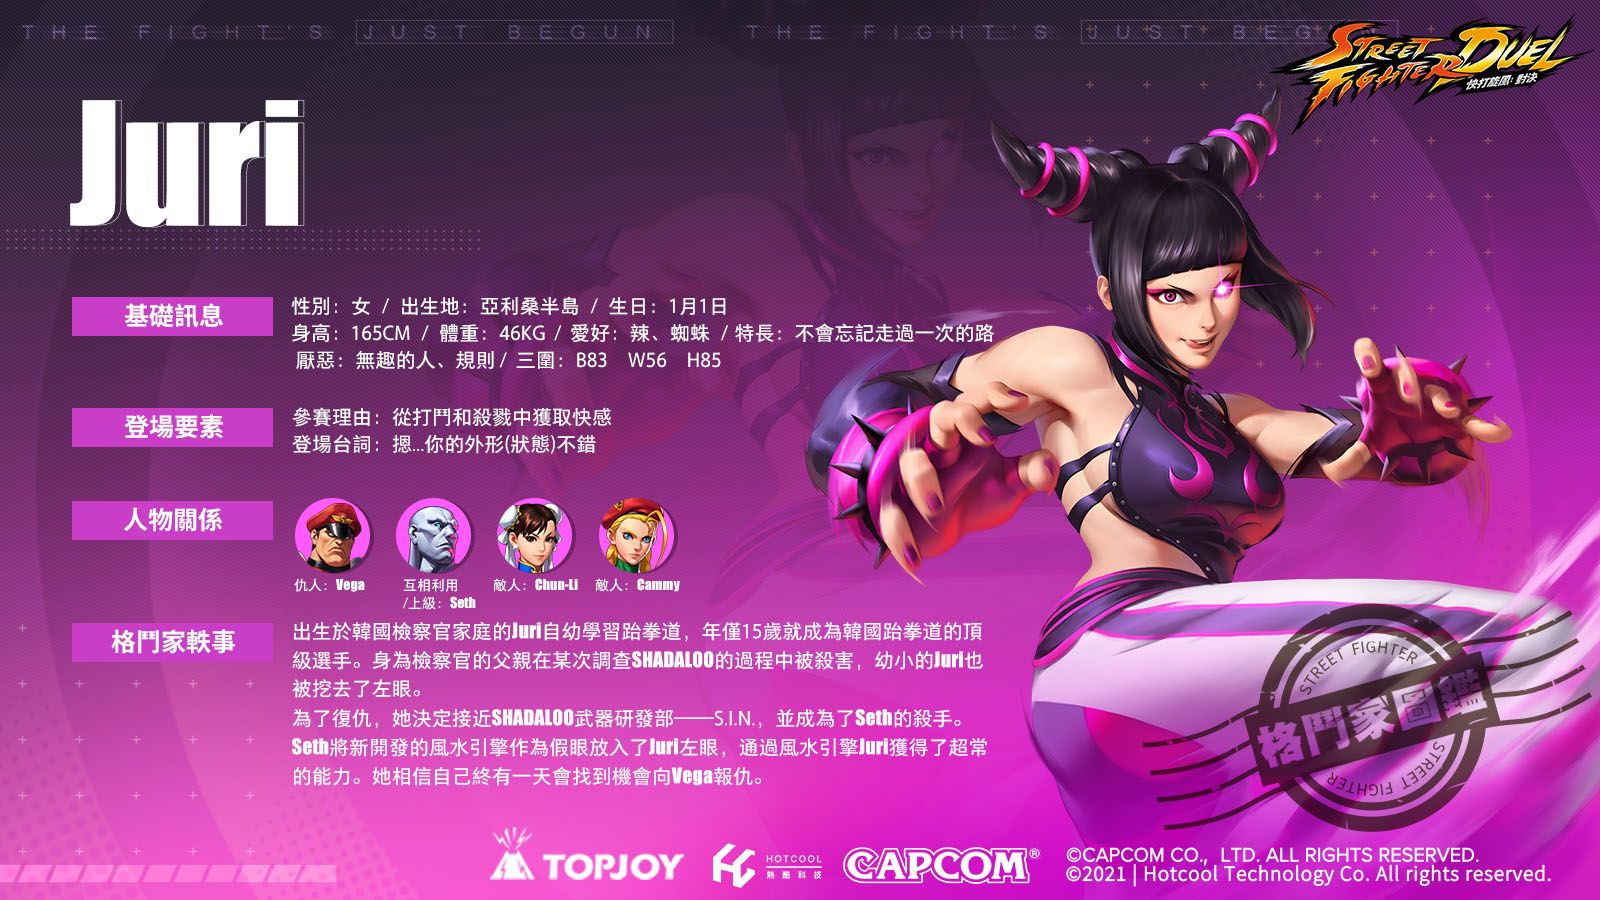 THE FIGHT'S JUST BEGUN THE FIGHT'S JUST BEG
STREET FIGHTER DUEL
快打旋風:對決
Juri
基礎訊息
性別：女 / 出生地：亞利桑半島 / 生日：1月1日
身高：165CM / 體重：46KG / 愛好：辣、蜘蛛 / 特長：不會忘記走過一次的路
厭惡：無趣的人、規則 / 三圍：B83 W56 H85
登場要素
參賽理由：從打鬥和殺戮中獲取快感
登場台詞：摁...你的外形(狀態)不錯
人物關係
仇人：Vega
互相利用
/上級：Seth
敵人：Chun-Li
敵人：Cammy
格鬥家軼事
出生於韓國檢察官家庭的Juri自幼學習跆拳道，年僅15歲就成為韓國跆拳道的頂
級選手。身為檢察官的父親在某次調查SHADALOO的過程中被殺害，幼小的Juri也
被挖去了左眼。
為了復仇，她決定接近SHADALOO武器研發部——S.I.N.，並成為了Seth的殺手。
Seth將新開發的風水引擎作為假眼放入了Juri左眼，通過風水引擎Juri獲得了超常
的能力。她相信自己終有一天會找到機會向Vega報仇。
STREET FIGHTER
格鬥家圖鑑
STREET FIGHTER
TOPJOY
HOTCOOL
熱酷科技
CAPCOM®
©CAPCOM CO., LTD. ALL RIGHTS RESERVED.
©2021 | Hotcool Technology Co. All rights reserved.